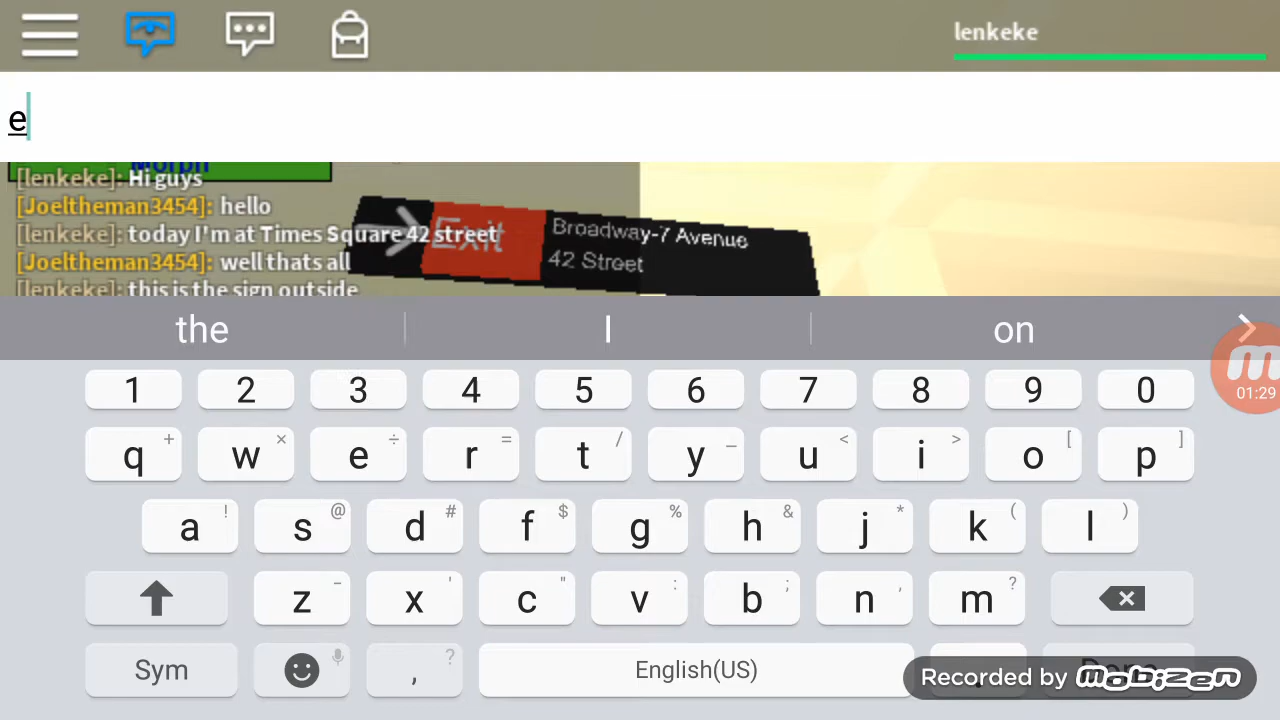 lenkeke
e
Morph
[lenkeke]: Hi guys
[Joeltheman3454]: hello
[lenkeke]: today I'm at Times Square 42 street
[Joeltheman3454]: well thats all
[lenkeke]: this is the sign outside
Exit
Broadway-7 Avenue
42 Street
the I on
01:29
1 2 3 4 5 6 7 8 9 0
q + w × e ÷ r = t / y _ u < i > o [ p ]
a ! s @ d # f $ g % h & j * k ( l )
z - x ' c " v : b ; n , m ?
Sym , ? English(US) . Done
Recorded by mobizen